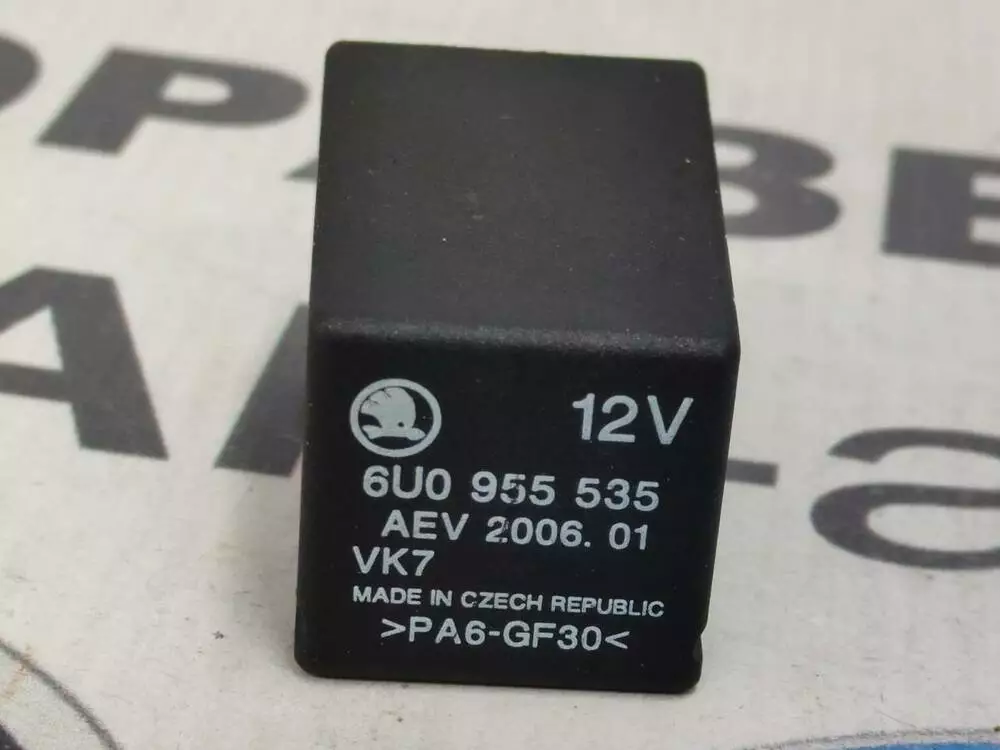 12V
6U0 955 535
AEV 2006. 01
VK7
MADE IN CZECH REPUBLIC
>PA6-GF30<